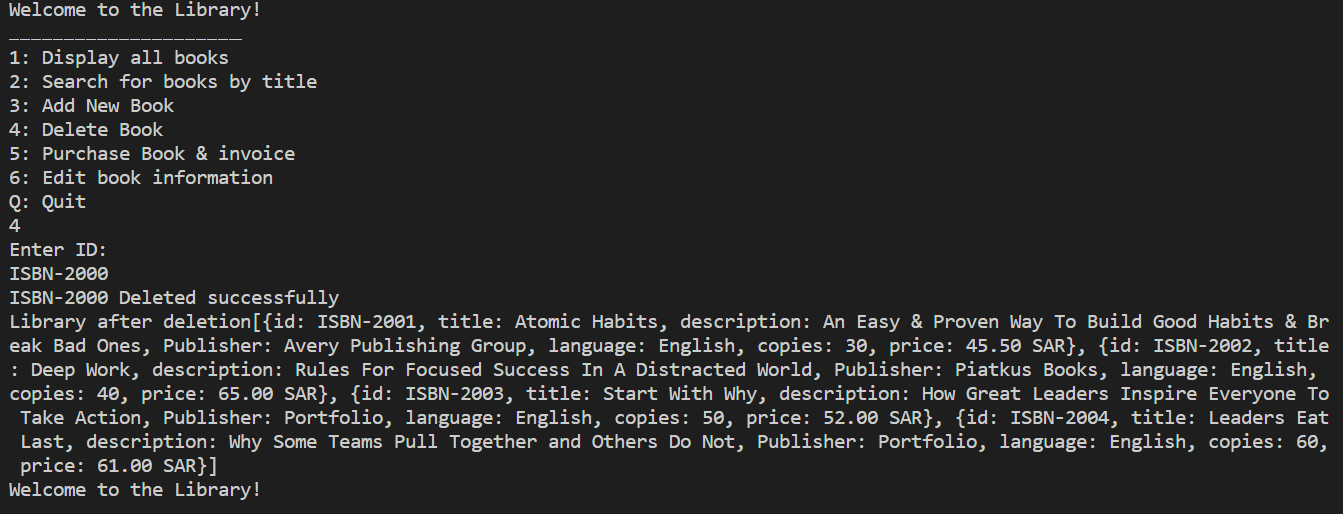 Welcome to the Library!
_____________________
1: Display all books
2: Search for books by title
3: Add New Book
4: Delete Book
5: Purchase Book & invoice
6: Edit book information
Q: Quit
4
Enter ID:
ISBN-2000
ISBN-2000 Deleted successfully
Library after deletion[{id: ISBN-2001, title: Atomic Habits, description: An Easy & Proven Way To Build Good Habits & Br
eak Bad Ones, Publisher: Avery Publishing Group, language: English, copies: 30, price: 45.50 SAR}, {id: ISBN-2002, title
: Deep Work, description: Rules For Focused Success In A Distracted World, Publisher: Piatkus Books, language: English,
copies: 40, price: 65.00 SAR}, {id: ISBN-2003, title: Start With Why, description: How Great Leaders Inspire Everyone To
 Take Action, Publisher: Portfolio, language: English, copies: 50, price: 52.00 SAR}, {id: ISBN-2004, title: Leaders Eat
 Last, description: Why Some Teams Pull Together and Others Do Not, Publisher: Portfolio, language: English, copies: 60,
 price: 61.00 SAR}]
Welcome to the Library!